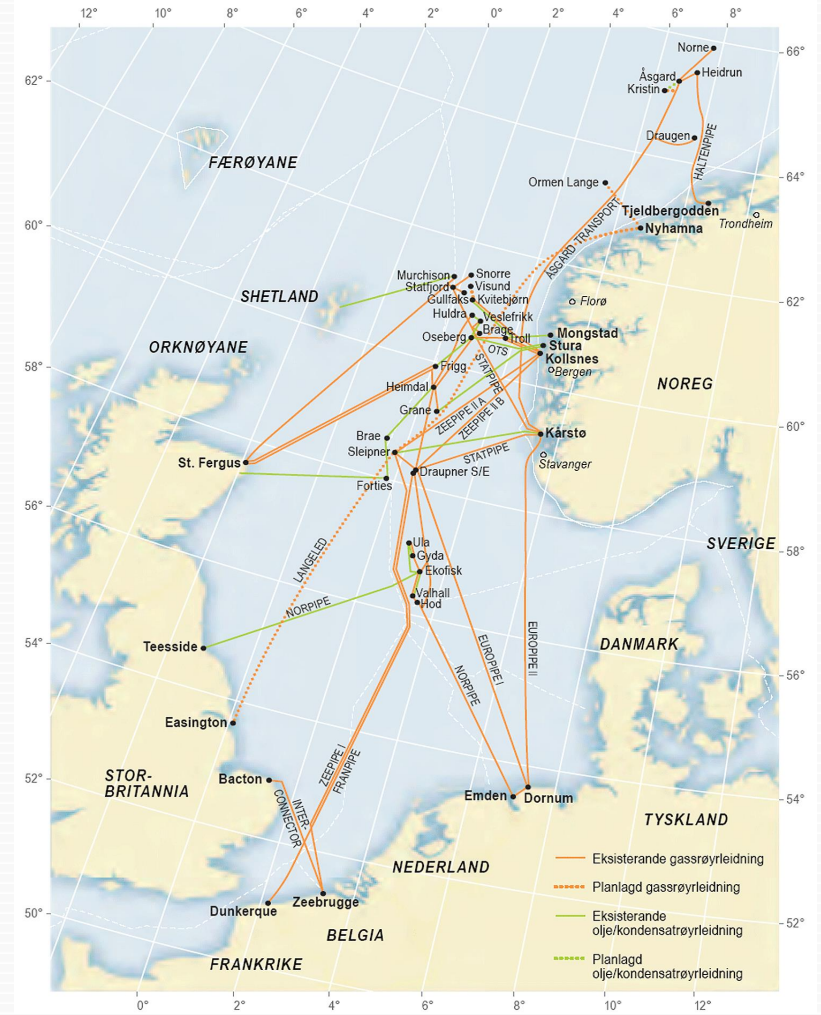 12° 10° 8° 6° 4° 2° 0° 2° 4° 6° 8°
66°
Norne
Åsgard
Heidrun
62°
Kristin
Draugen
HALTENPIPE
FÆRØYANE
64°
Ormen Lange
Tjeldbergodden
Trondheim
60°
Nyhamna
ÅSGARD TRANSPORT
Murchison
Snorre
Statfjord
Visund
SHETLAND
Gullfaks
Kvitebjørn
Florø
62°
Huldra
Veslefrikk
Brage
Mongstad
Oseberg
Troll
Stura
ORKNØYANE
OTS
Kollsnes
58°
Frigg
STATPIPE
Bergen
Heimdal
NOREG
Grane
ZEEPIPE II A
ZEEPIPE II B
60°
Brae
Kårstø
Sleipner
STATPIPE
St. Fergus
Stavanger
Draupner S/E
Forties
56°
Ula
SVERIGE
58°
Gyda
LANGELED
Ekofisk
Valhall
Hod
NORPIPE
54°
Teesside
DANMARK
EUROPIPE I
EUROPIPE II
56°
NORPIPE
Easington
ZEEPIPE I
FRANPIPE
52°
STOR-
BRITANNIA
Bacton
Emden
Dornum
54°
INTER-
CONNECTOR
TYSKLAND
NEDERLAND
Eksisterande gassrøyrleidning
Planlagd gassrøyrleidning
50°
Dunkerque
Zeebrugge
Eksisterande
olje/kondensatrøyrleidning
52°
BELGIA
FRANKRIKE
Planlagd
olje/kondensatrøyrleidning
0° 2° 4° 6° 8° 10° 12°